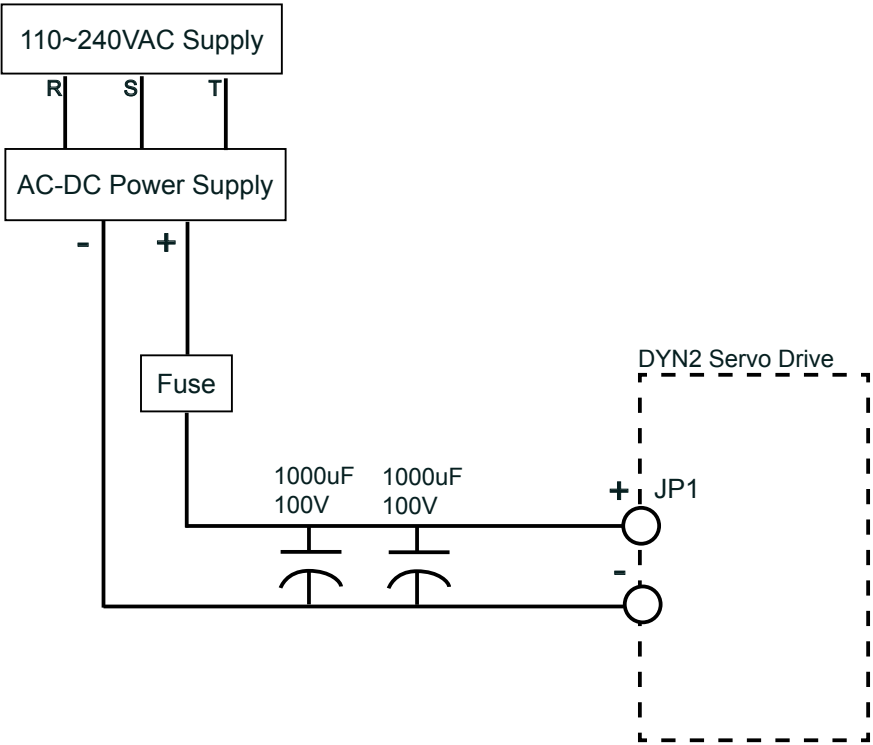 110~240VAC Supply
R S T
AC-DC Power Supply
- +
Fuse
DYN2 Servo Drive
1000uF 1000uF
100V 100V
+ JP1
-